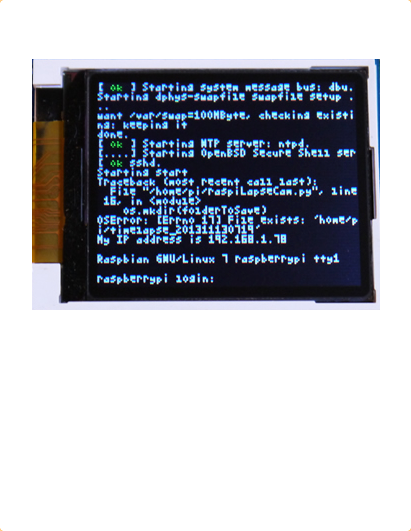 [ ok ] Starting system message bus: dbu.
Starting dphys-swapfile swapfile setup .
..
want /var/swap=100MByte, checking existi
ng: keeping it
done.
[ ok ] Starting NTP server: ntpd.
[....] Starting OpenBSD Secure Shell ser
[ ok sshd.
Starting start
Traceback (most recent call last):
File "/home/pi/raspiLapseCam.py", line
16, in <module>
os.mkdir(folderToSave)
OSError: [Errno 17] File exists: '/home/p
i/timelapse_201311130719'
My IP address is 192.168.1.78
Raspbian GNU/Linux 7 raspberrypi tty1
raspberrypi login: